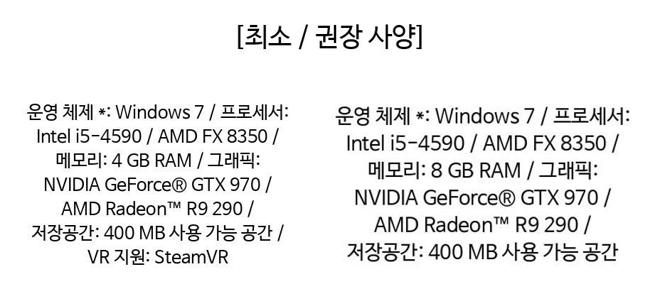 [최소 / 권장 사양]
운영 체제 *: Windows 7 / 프로세서:
Intel i5-4590 / AMD FX 8350 /
메모리: 4 GB RAM / 그래픽:
NVIDIA GeForce® GTX 970 /
AMD Radeon™ R9 290 /
저장공간: 400 MB 사용 가능 공간 /
VR 지원: SteamVR
운영 체제 *: Windows 7 / 프로세서:
Intel i5-4590 / AMD FX 8350 /
메모리: 8 GB RAM / 그래픽:
NVIDIA GeForce® GTX 970 /
AMD Radeon™ R9 290 /
저장공간: 400 MB 사용 가능 공간